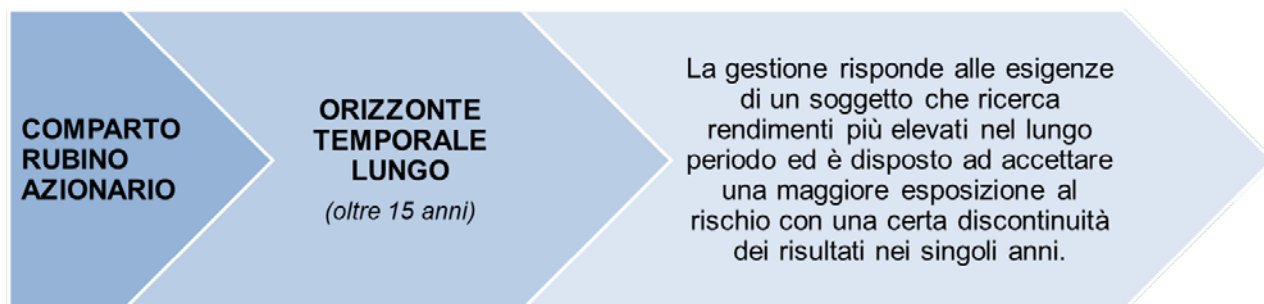 COMPARTO
RUBINO
AZIONARIO
ORIZZONTE
TEMPORALE
LUNGO
(oltre 15 anni)
La gestione risponde alle esigenze
di un soggetto che ricerca
rendimenti più elevati nel lungo
periodo ed è disposto ad accettare
una maggiore esposizione al
rischio con una certa discontinuità
dei risultati nei singoli anni.